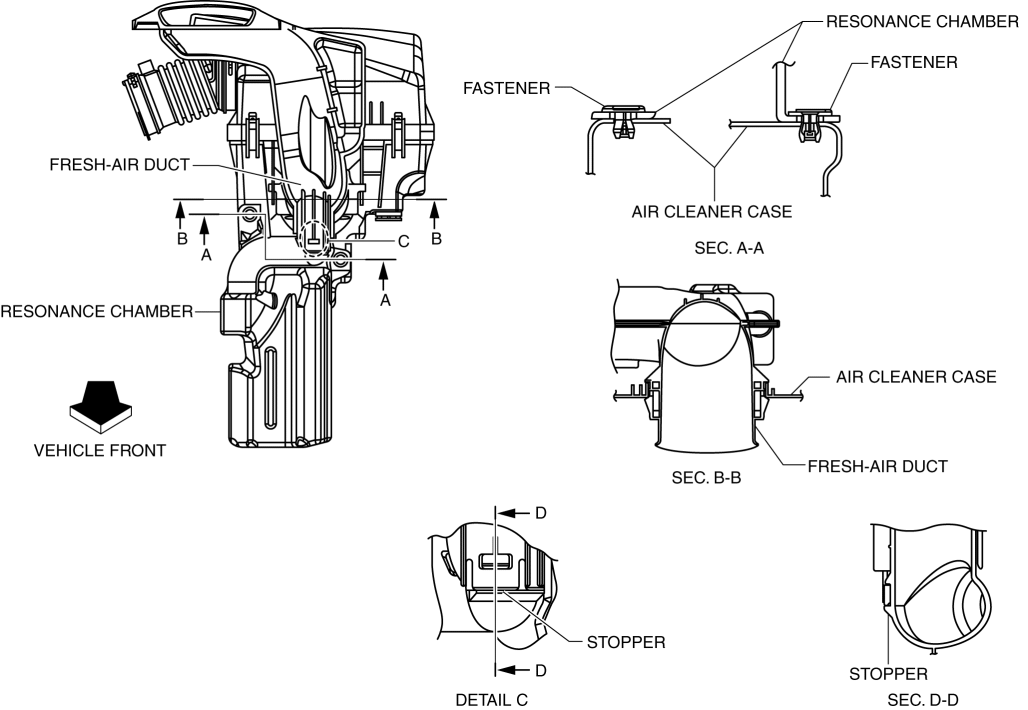 RESONANCE CHAMBER
FASTENER
FASTENER
FRESH-AIR DUCT
AIR CLEANER CASE
B
A
C
B
SEC. A-A
A
RESONANCE CHAMBER
AIR CLEANER CASE
VEHICLE FRONT
FRESH-AIR DUCT
SEC. B-B
D
STOPPER
D
STOPPER
DETAIL C
SEC. D-D